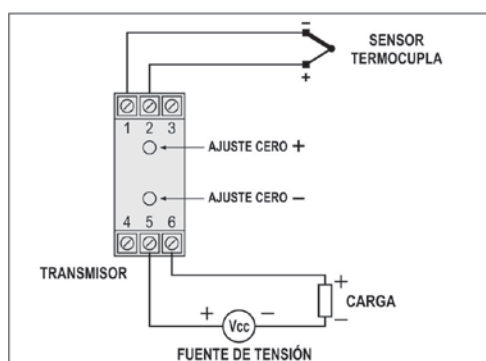 −
SENSOR
TERMOCUPLA
+
1 2 3
AJUSTE CERO +
AJUSTE CERO −
4 5 6
TRANSMISOR
+
CARGA
−
+ Vcc −
FUENTE DE TENSIÓN